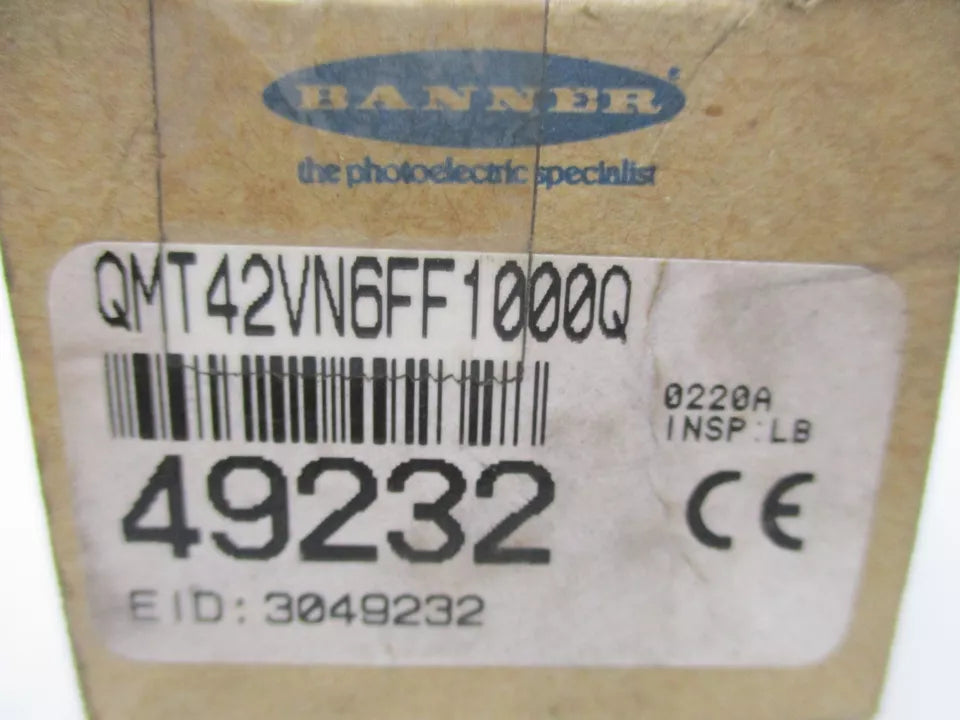 BANNER
the photoelectric specialist
QMT42VN6FF1000Q
0220A
INSP:LB
49232
CE
EID: 3049232